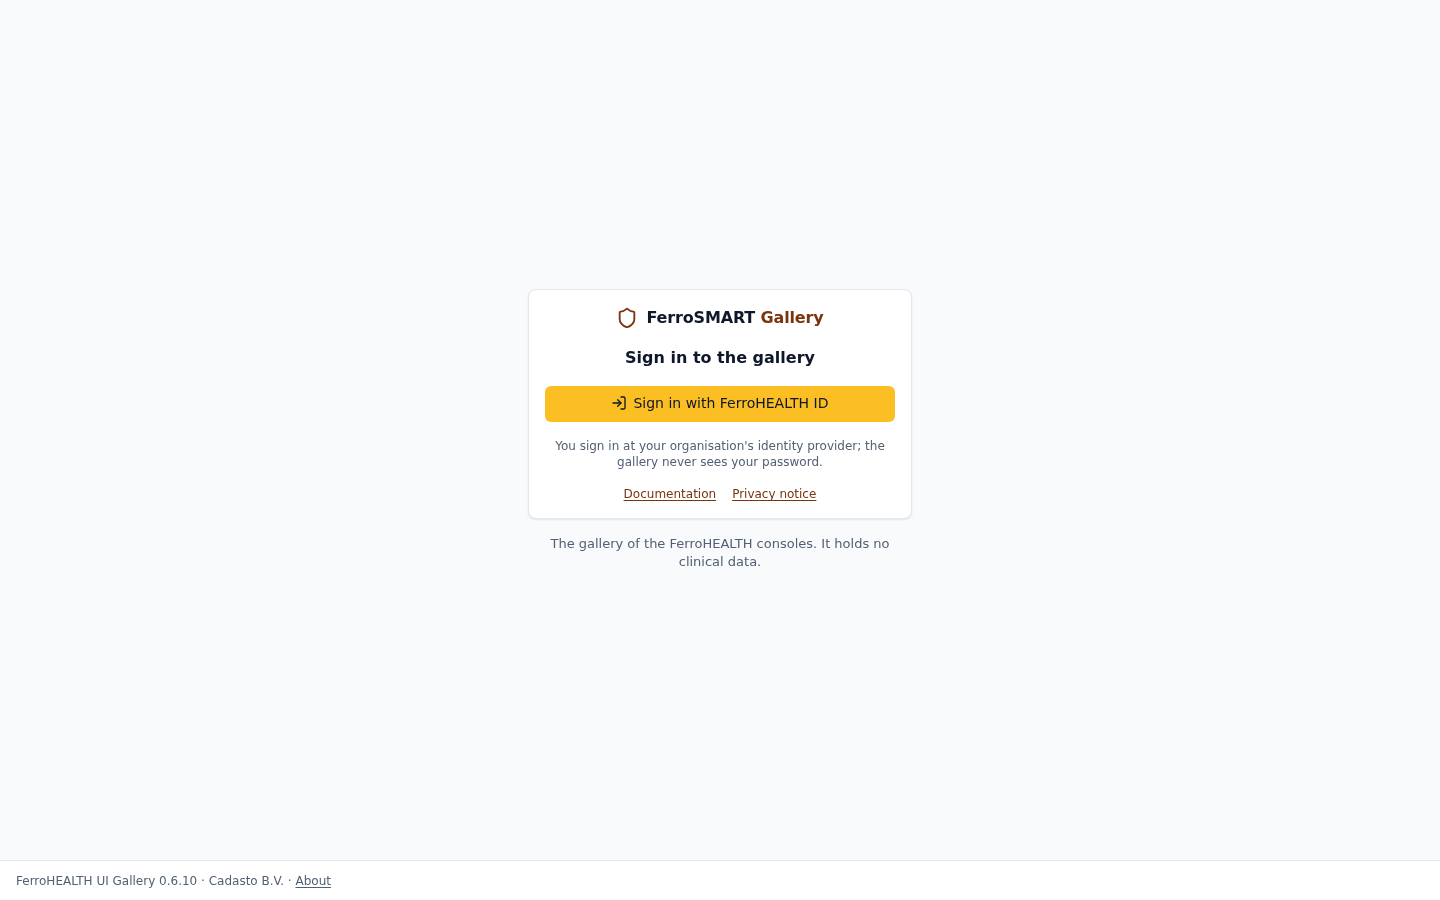 FerroSMART Gallery
Sign in to the gallery
Sign in with FerroHEALTH ID
You sign in at your organisation's identity provider; the
gallery never sees your password.
Documentation Privacy notice
The gallery of the FerroHEALTH consoles. It holds no
clinical data.
FerroHEALTH UI Gallery 0.6.10 · Cadasto B.V. · About